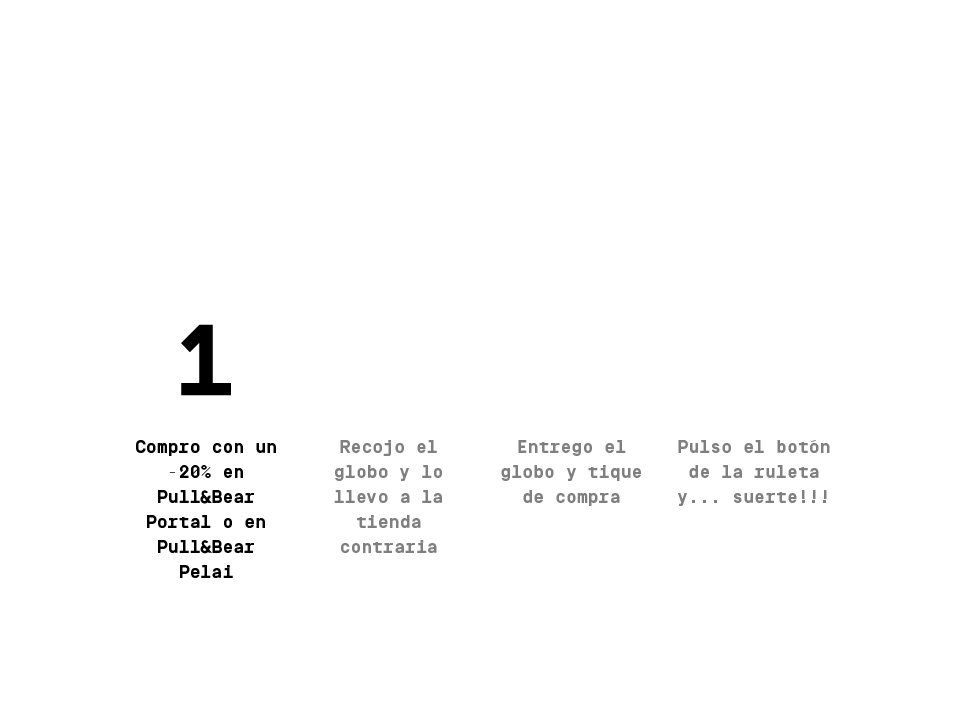 1
Compro con un
-20% en
Pull&Bear
Portal o en
Pull&Bear
Pelai
Recojo el
globo y lo
llevo a la
tienda
contraria
Entrego el
globo y tique
de compra
Pulso el botón
de la ruleta
y... suerte!!!